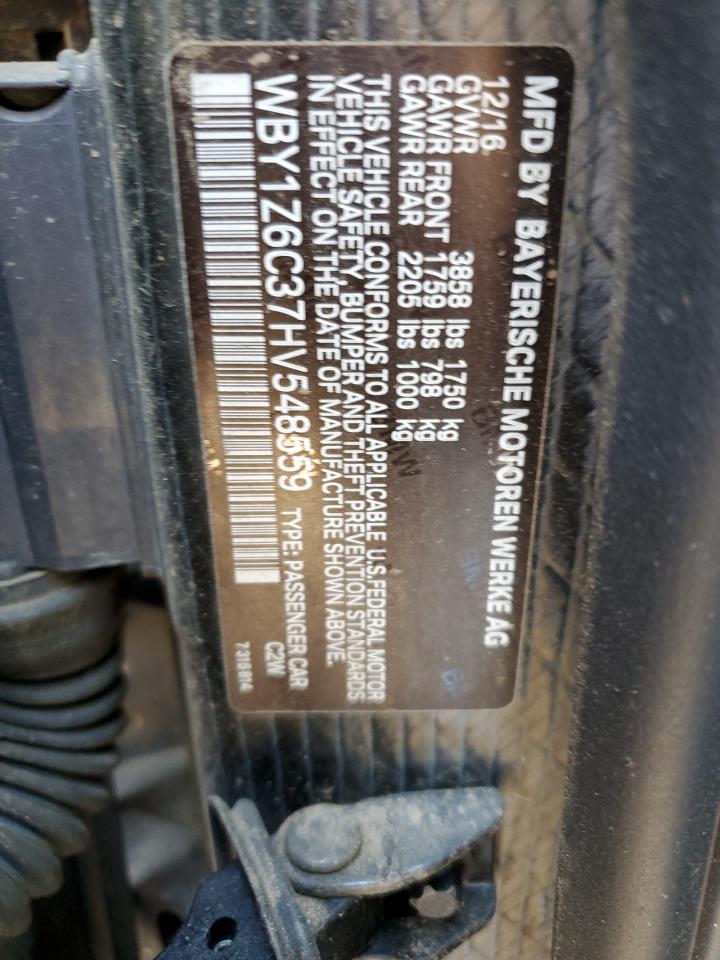 MFD BY BAYERISCHE MOTOREN WERKE AG
12/16
GVWR 3858 lbs 1750 kg
GAWR FRONT 1759 lbs 798 kg
GAWR REAR 2205 lbs 1000 kg
THIS VEHICLE CONFORMS TO ALL APPLICABLE U.S.FEDERAL MOTOR
VEHICLE SAFETY, BUMPER AND THEFT PREVENTION STANDARDS
IN EFFECT ON THE DATE OF MANUFACTURE SHOWN ABOVE.
WBY1Z6C37HV548559 TYPE: PASSENGER CAR
C2W